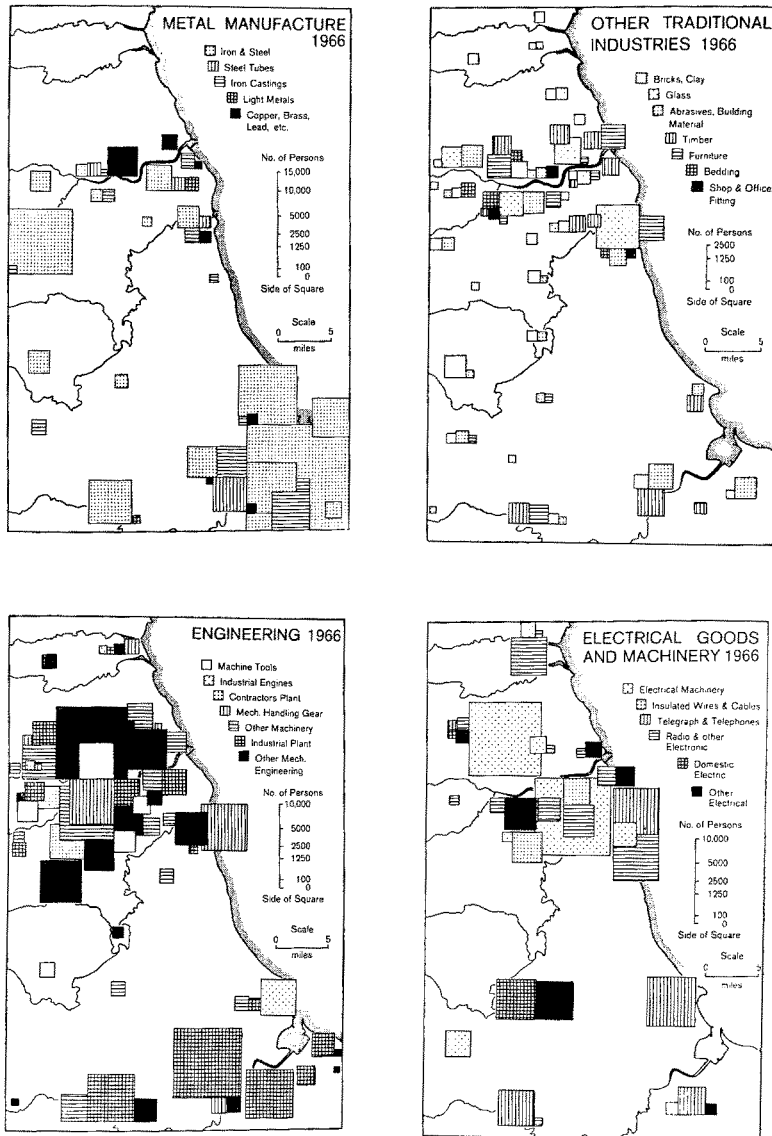 METAL MANUFACTURE
1966
Iron & Steel
Steel Tubes
Iron Castings
Light Metals
Copper, Brass,
Lead, etc.
No. of Persons
15,000
10,000
5000
2500
1250
100
0
Side of Square
Scale
0 5
miles
OTHER TRADITIONAL
INDUSTRIES 1966
Bricks, Clay
Glass
Abrasives, Building
Material
Timber
Furniture
Bedding
Shop & Office
Fitting
No. of Persons
2500
1250
100
0
Side of Square
Scale
0 5
miles
ENGINEERING 1966
Machine Tools
Industrial Engines
Contractors Plant
Mech. Handling Gear
Other Machinery
Industrial Plant
Other Mech.
Engineering
No. of Persons
10,000
5000
2500
1250
100
0
Side of Square
Scale
0 5
miles
ELECTRICAL GOODS
AND MACHINERY 1966
Electrical Machinery
Insulated Wires & Cables
Telegraph & Telephones
Radio & other
Electronic
Domestic
Electric
Other
Electrical
No. of Persons
10,000
5000
2500
1250
100
0
Side of Square
Scale
0 5
miles